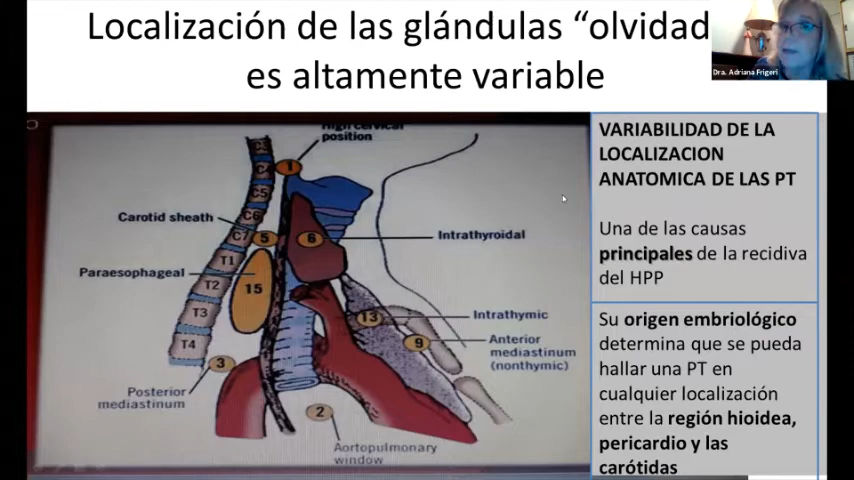 Localización de las glándulas “olvidad
es altamente variable
Dra. Adriana Frigeri
High cervical
position
1
C4
C5
C6
C7
T1
T2
T3
T4
Carotid sheath
5
6
Intrathyroidal
Paraesophageal
15
13
Intrathymic
9
Anterior
mediastinum
(nonthymic)
3
Posterior
mediastinum
2
Aortopulmonary
window
VARIABILIDAD DE LA
LOCALIZACION
ANATOMICA DE LAS PT
Una de las causas
principales de la recidiva
del HPP
Su origen embriológico
determina que se pueda
hallar una PT en
cualquier localización
entre la región hioidea,
pericardio y las
carótidas